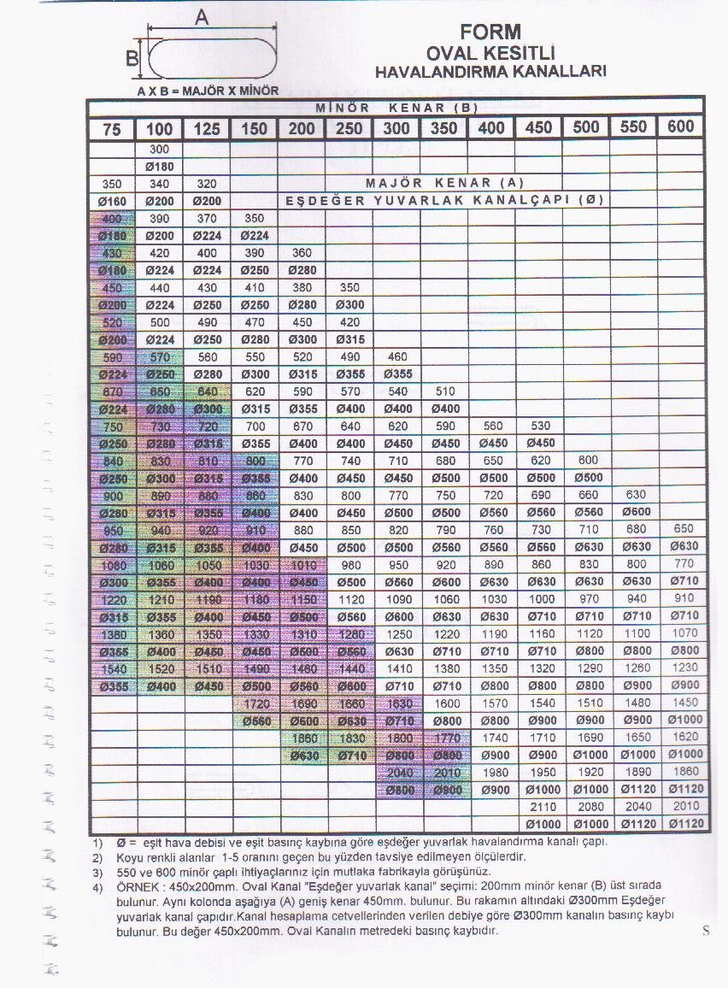 A
B
A X B = MAJÖR X MİNÖR
FORM
OVAL KESİTLİ
HAVALANDIRMA KANALLARI
MİNÖR KENAR (B)
75 100 125 150 200 250 300 350 400 450 500 550 600
300
Ø180
350 340 320 MAJÖR KENAR (A)
Ø160 Ø200 Ø200 EŞDEĞER YUVARLAK KANALÇAPI (Ø)
400 390 370 350
Ø180 Ø200 Ø224 Ø224
430 420 400 390 360
Ø180 Ø224 Ø224 Ø250 Ø280
450 440 430 410 380 350
Ø200 Ø224 Ø250 Ø250 Ø280 Ø300
520 500 490 470 450 420
Ø200 Ø224 Ø250 Ø280 Ø300 Ø315
590 570 560 550 520 490 460
Ø224 Ø250 Ø280 Ø300 Ø315 Ø355 Ø355
670 650 640 620 590 570 540 510
Ø224 Ø280 Ø300 Ø315 Ø355 Ø400 Ø400 Ø400
750 730 720 700 670 640 620 590 560 530
Ø250 Ø280 Ø315 Ø355 Ø400 Ø400 Ø450 Ø450 Ø450 Ø450
840 830 810 800 770 740 710 680 650 620 600
Ø250 Ø300 Ø315 Ø355 Ø400 Ø450 Ø450 Ø500 Ø500 Ø500 Ø500
900 890 880 860 830 800 770 750 720 690 660 630
Ø280 Ø315 Ø355 Ø400 Ø400 Ø450 Ø500 Ø500 Ø560 Ø560 Ø560 Ø600
950 940 920 910 880 850 820 790 760 730 710 680 650
Ø280 Ø315 Ø355 Ø400 Ø450 Ø500 Ø500 Ø560 Ø560 Ø560 Ø630 Ø630 Ø630
1080 1060 1050 1030 1010 980 950 920 890 860 830 800 770
Ø300 Ø355 Ø400 Ø400 Ø450 Ø500 Ø560 Ø600 Ø630 Ø630 Ø630 Ø630 Ø710
1220 1210 1190 1180 1150 1120 1090 1060 1030 1000 970 940 910
Ø315 Ø355 Ø400 Ø450 Ø500 Ø560 Ø600 Ø630 Ø630 Ø710 Ø710 Ø710 Ø710
1380 1360 1350 1330 1310 1280 1250 1220 1190 1160 1120 1100 1070
Ø355 Ø400 Ø450 Ø450 Ø500 Ø560 Ø630 Ø710 Ø710 Ø710 Ø800 Ø800 Ø800
1540 1520 1510 1490 1460 1440 1410 1380 1350 1320 1290 1260 1230
Ø355 Ø400 Ø450 Ø500 Ø560 Ø600 Ø710 Ø710 Ø800 Ø800 Ø800 Ø900 Ø900
1720 1690 1660 1630 1600 1570 1540 1510 1480 1450
Ø560 Ø600 Ø630 Ø710 Ø800 Ø800 Ø900 Ø900 Ø900 Ø1000
1860 1830 1800 1770 1740 1710 1690 1650 1620
Ø630 Ø710 Ø800 Ø800 Ø900 Ø900 Ø1000 Ø1000 Ø1000
2040 2010 1980 1950 1920 1890 1860
Ø800 Ø900 Ø900 Ø1000 Ø1000 Ø1120 Ø1120
2110 2080 2040 2010
Ø1000 Ø1000 Ø1120 Ø1120
1) Ø = eşit hava debisi ve eşit basınç kaybına göre eşdeğer yuvarlak havalandırma kanalı çapı.
2) Koyu renkli alanlar 1-5 oranını geçen bu yüzden tavsiye edilmeyen ölçülerdir.
3) 550 ve 600 minör çaplı ihtiyaçlarınız için mutlaka fabrikayla görüşünüz.
4) ÖRNEK : 450x200mm. Oval Kanal "Eşdeğer yuvarlak kanal" seçimi: 200mm minör kenar (B) üst sırada
bulunur. Aynı kolonda aşağıya (A) geniş kenar 450mm. bulunur. Bu rakamın altındaki Ø300mm Eşdeğer
yuvarlak kanal çapıdır.Kanal hesaplama cetvellerinden verilen debiye göre Ø300mm kanalın basınç kaybı
bulunur. Bu değer 450x200mm. Oval Kanalın metredeki basınç kaybıdır.
S.